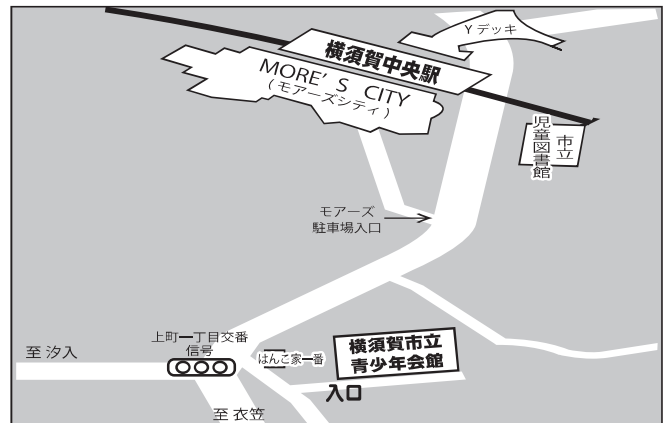 Yデッキ
横須賀中央駅
MORE'S CITY
(モアーズシティ)
市立
児童図書館
モアーズ
駐車場入口
上町一丁目交番
信号
至 汐入
はんこ家一番
横須賀市立
青少年会館
入口
至 衣笠